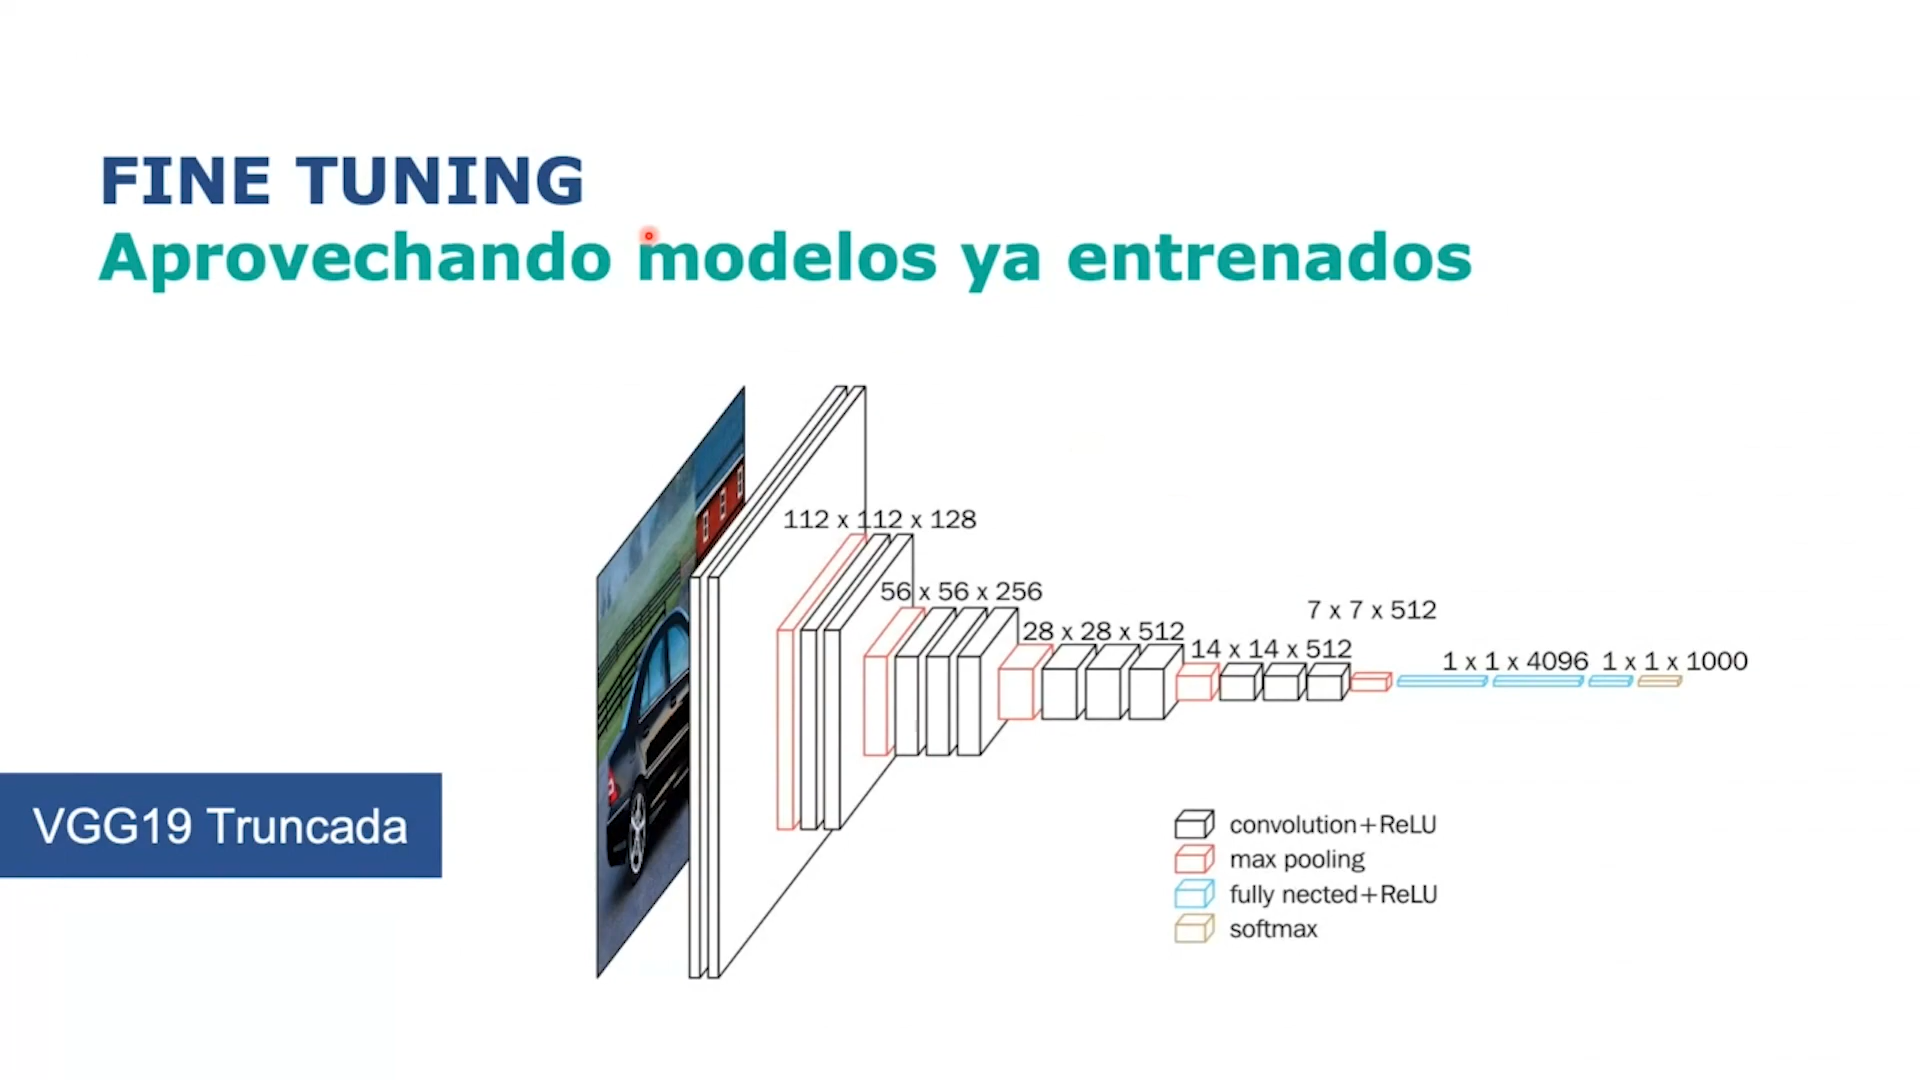 FINE TUNING
Aprovechando modelos ya entrenados
112 x 112 x 128
56 x 56 x 256
28 x 28 x 512
14 x 14 x 512
7 x 7 x 512
1 x 1 x 4096
1 x 1 x 1000
VGG19 Truncada
convolution+ReLU
max pooling
fully nected+ReLU
softmax